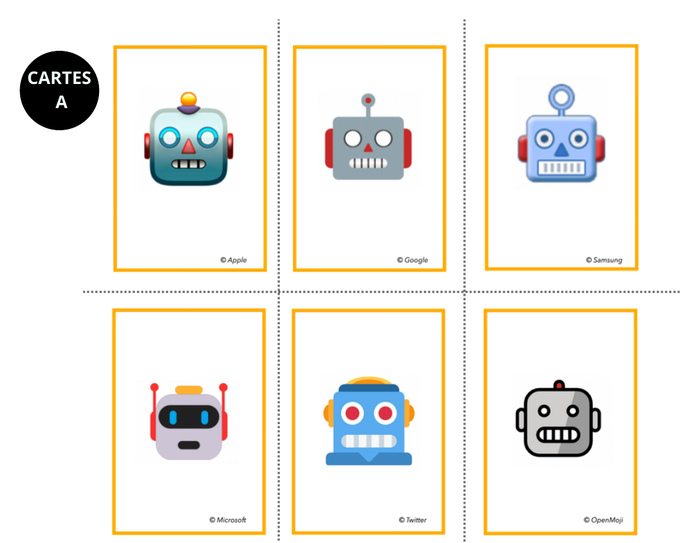 CARTES
A
© Apple
© Google
© Samsung
© Microsoft
© Twitter
© OpenMoji